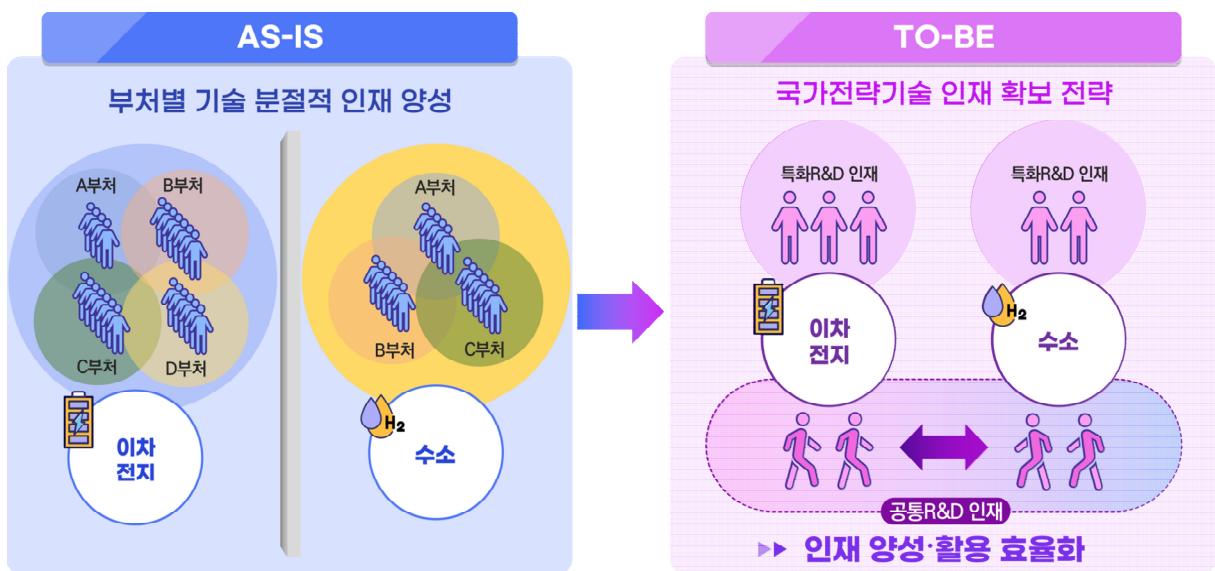 AS-IS
부처별 기술 분절적 인재 양성
A부처
B부처
C부처
D부처
이차
전지
A부처
B부처
C부처
H₂
수소
TO-BE
국가전략기술 인재 확보 전략
특화R&D 인재
특화R&D 인재
이차
전지
H₂
수소
공통R&D 인재
인재 양성·활용 효율화